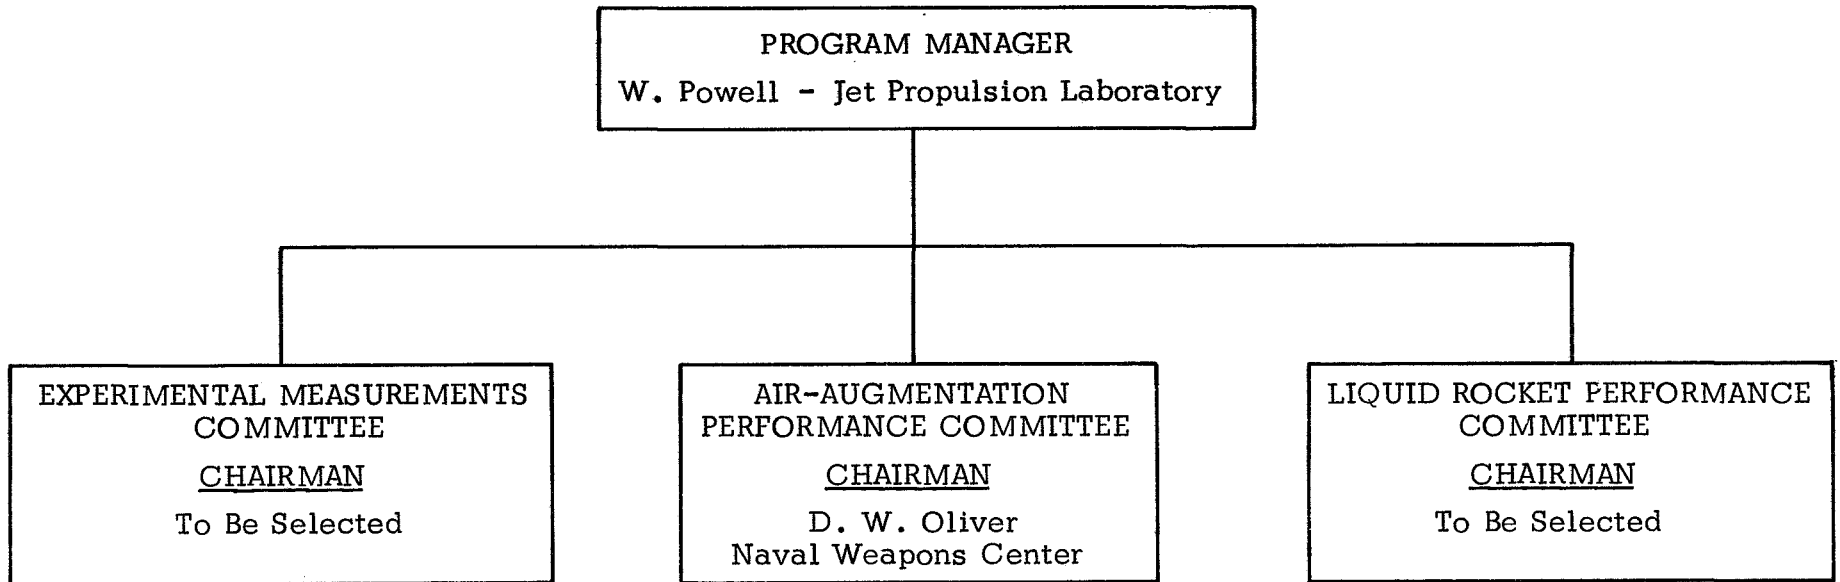 PROGRAM MANAGER
W. Powell - Jet Propulsion Laboratory
EXPERIMENTAL MEASUREMENTS
COMMITTEE
CHAIRMAN
To Be Selected
AIR-AUGMENTATION
PERFORMANCE COMMITTEE
CHAIRMAN
D. W. Oliver
Naval Weapons Center
LIQUID ROCKET PERFORMANCE
COMMITTEE
CHAIRMAN
To Be Selected